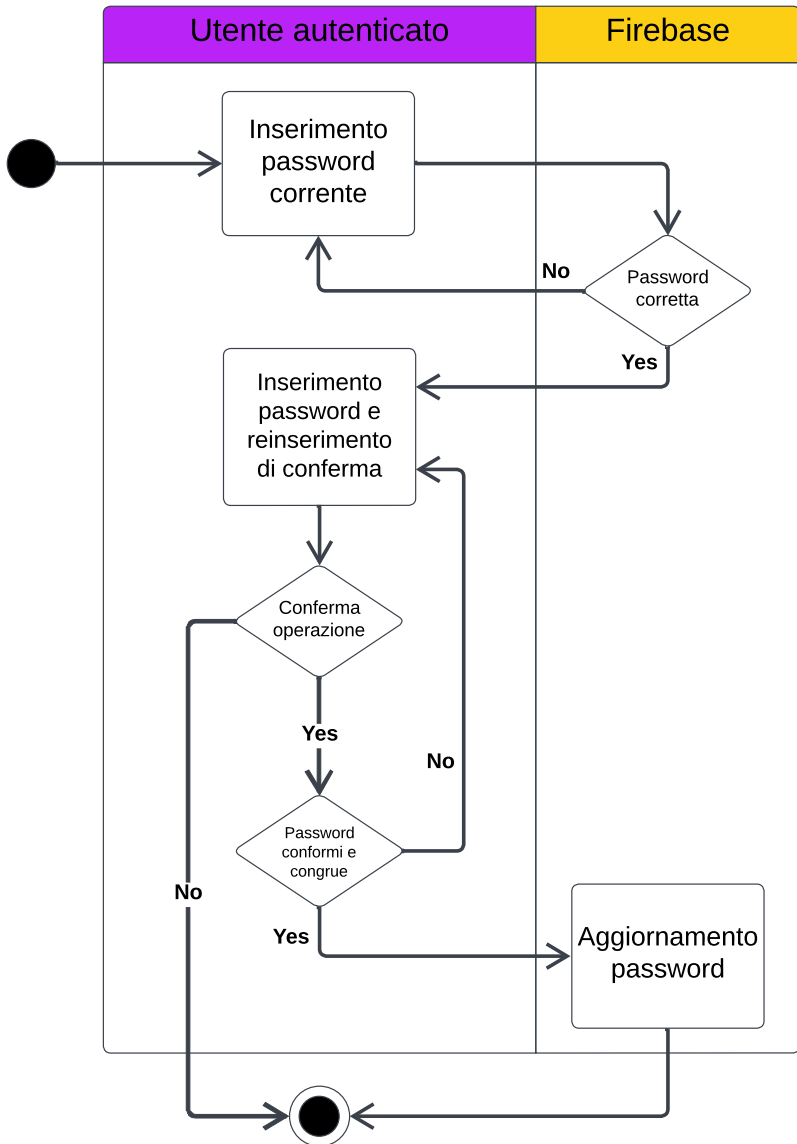 Utente autenticato
Firebase
Inserimento
password
corrente
No
Password
corretta
Yes
Inserimento
password e
reinserimento
di conferma
Conferma
operazione
Yes
No
Password
conformi e
congrue
No
Yes
Aggiornamento
password